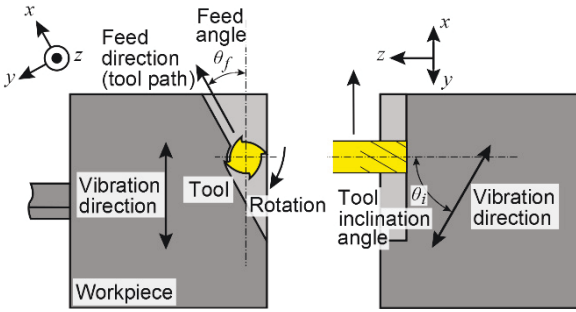 x
y
z
Feed
direction
(tool path)
Feed
angle
θf
Vibration
direction
Tool
Rotation
Workpiece
x
z
y
Tool
inclination
angle
θi
Vibration
direction